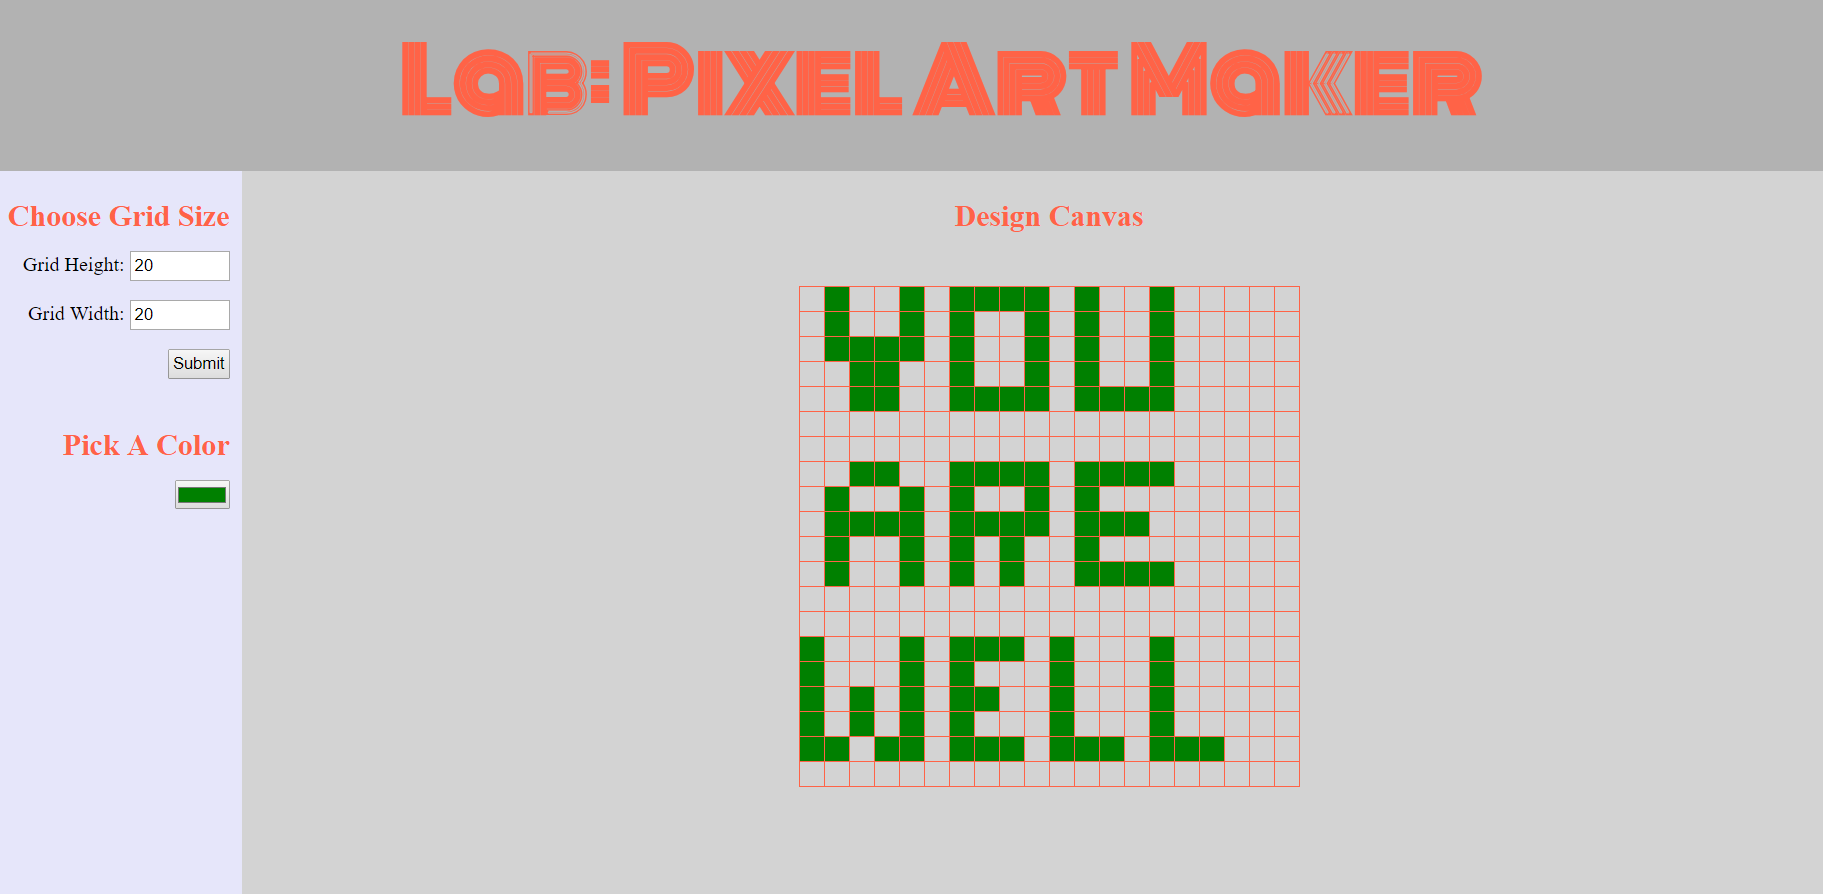 Lab: Pixel Art Maker
Choose Grid Size
Grid Height: 20
Grid Width: 20
Submit
Pick A Color
Design Canvas
YOU
ARE
WELL